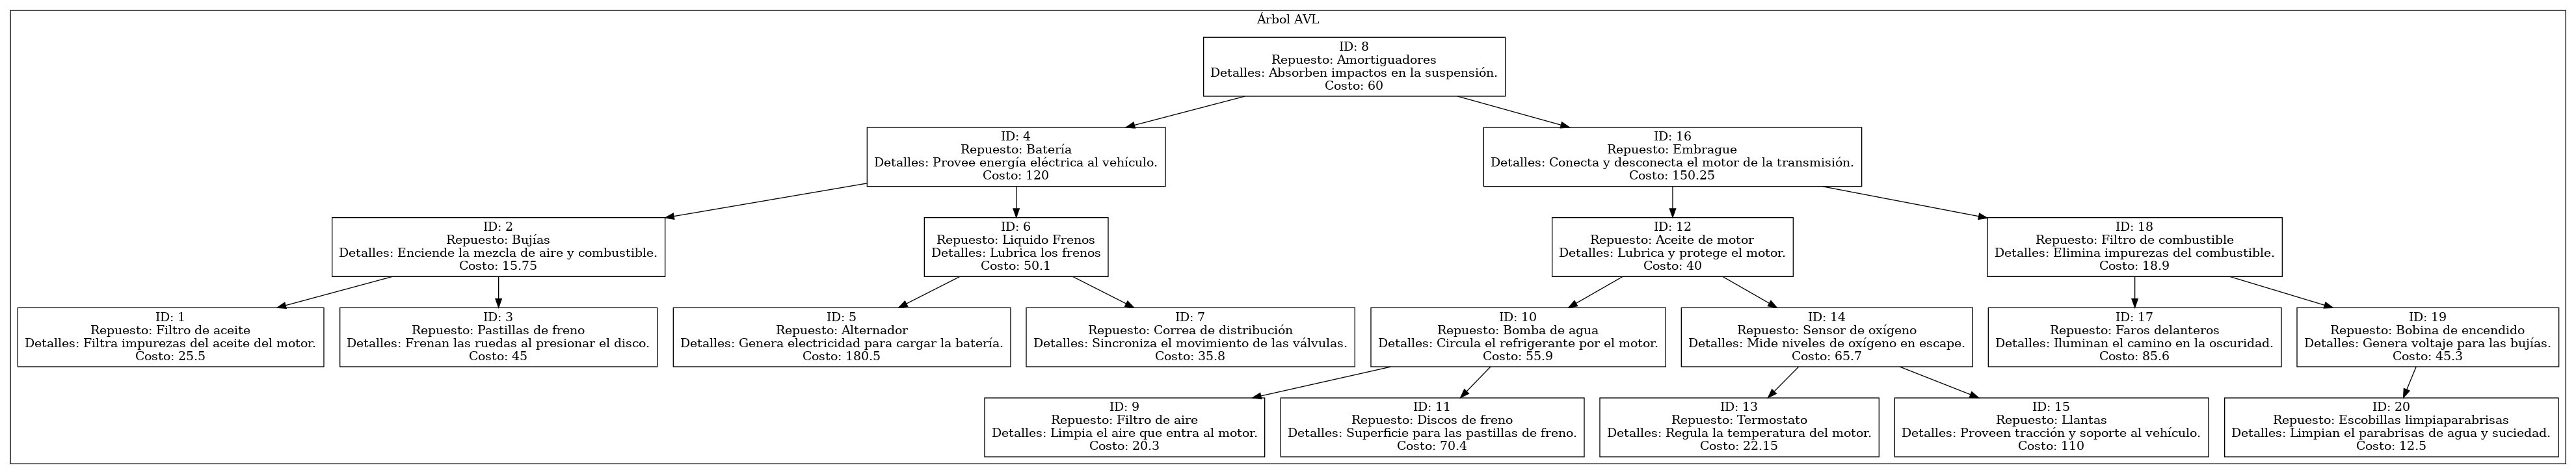 Árbol AVL
ID: 8
Repuesto: Amortiguadores
Detalles: Absorben impactos en la suspensión.
Costo: 60
ID: 4
Repuesto: Batería
Detalles: Provee energía eléctrica al vehículo.
Costo: 120
ID: 16
Repuesto: Embrague
Detalles: Conecta y desconecta el motor de la transmisión.
Costo: 150.25
ID: 2
Repuesto: Bujías
Detalles: Enciende la mezcla de aire y combustible.
Costo: 15.75
ID: 6
Repuesto: Liquido Frenos
Detalles: Lubrica los frenos
Costo: 50.1
ID: 12
Repuesto: Aceite de motor
Detalles: Lubrica y protege el motor.
Costo: 40
ID: 18
Repuesto: Filtro de combustible
Detalles: Elimina impurezas del combustible.
Costo: 18.9
ID: 1
Repuesto: Filtro de aceite
Detalles: Filtra impurezas del aceite del motor.
Costo: 25.5
ID: 3
Repuesto: Pastillas de freno
Detalles: Frenan las ruedas al presionar el disco.
Costo: 45
ID: 5
Repuesto: Alternador
Detalles: Genera electricidad para cargar la batería.
Costo: 180.5
ID: 7
Repuesto: Correa de distribución
Detalles: Sincroniza el movimiento de las válvulas.
Costo: 35.8
ID: 10
Repuesto: Bomba de agua
Detalles: Circula el refrigerante por el motor.
Costo: 55.9
ID: 14
Repuesto: Sensor de oxígeno
Detalles: Mide niveles de oxígeno en escape.
Costo: 65.7
ID: 17
Repuesto: Faros delanteros
Detalles: Iluminan el camino en la oscuridad.
Costo: 85.6
ID: 19
Repuesto: Bobina de encendido
Detalles: Genera voltaje para las bujías.
Costo: 45.3
ID: 9
Repuesto: Filtro de aire
Detalles: Limpia el aire que entra al motor.
Costo: 20.3
ID: 11
Repuesto: Discos de freno
Detalles: Superficie para las pastillas de freno.
Costo: 70.4
ID: 13
Repuesto: Termostato
Detalles: Regula la temperatura del motor.
Costo: 22.15
ID: 15
Repuesto: Llantas
Detalles: Proveen tracción y soporte al vehículo.
Costo: 110
ID: 20
Repuesto: Escobillas limpiaparabrisas
Detalles: Limpian el parabrisas de agua y suciedad.
Costo: 12.5